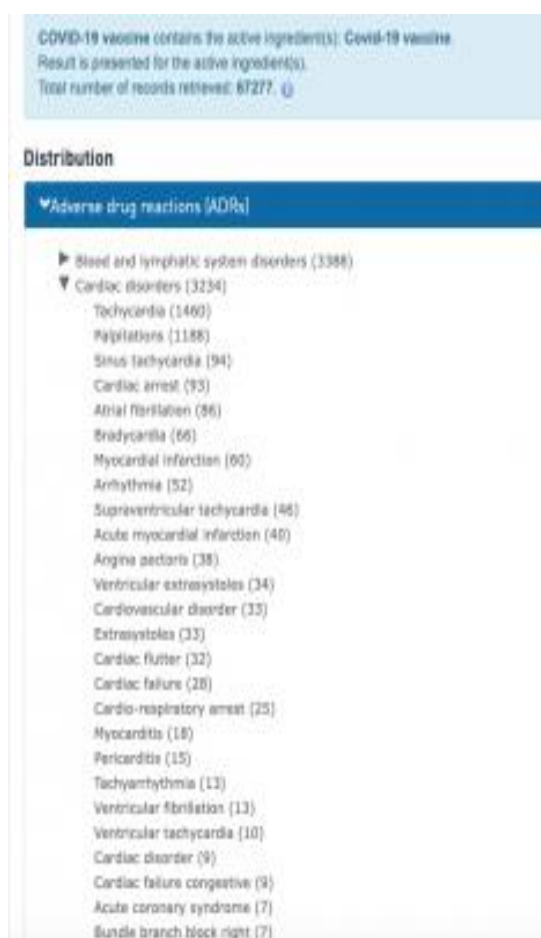 COVID-19 vaccine contains the active ingredient(s): Covid-19 vaccine.
Result is presented for the active ingredient(s).
Total number of records retrieved: 67277.
Distribution
Adverse drug reactions (ADRs)
Blood and lymphatic system disorders (3388)
Cardiac disorders (3234)
Tachycardia (1460)
Palpitations (1188)
Sinus tachycardia (94)
Cardiac arrest (93)
Atrial fibrillation (86)
Bradycardia (66)
Myocardial infarction (60)
Arrhythmia (52)
Supraventricular tachycardia (46)
Acute myocardial infarction (40)
Angina pectoris (38)
Ventricular extrasystoles (34)
Cardiovascular disorder (33)
Extrasystoles (33)
Cardiac flutter (32)
Cardiac failure (28)
Cardio-respiratory arrest (25)
Myocarditis (18)
Pericarditis (15)
Tachyarrhythmia (13)
Ventricular fibrillation (13)
Ventricular tachycardia (10)
Cardiac disorder (9)
Cardiac failure congestive (9)
Acute coronary syndrome (7)
Bundle branch block right (7)